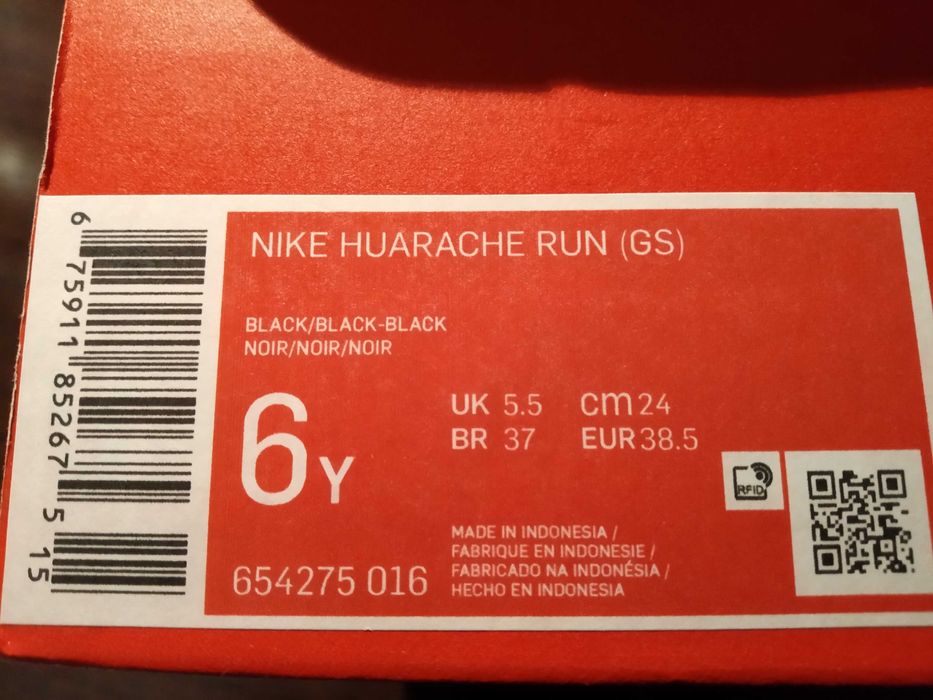 NIKE HUARACHE RUN (GS)
BLACK/BLACK-BLACK
NOIR/NOIR/NOIR
6Y
UK 5.5 cm 24
BR 37 EUR 38.5
RFID
MADE IN INDONESIA /
FABRIQUE EN INDONESIE /
FABRICADO NA INDONÉSIA /
HECHO EN INDONESIA
654275 016
6 75911 85267 5 15